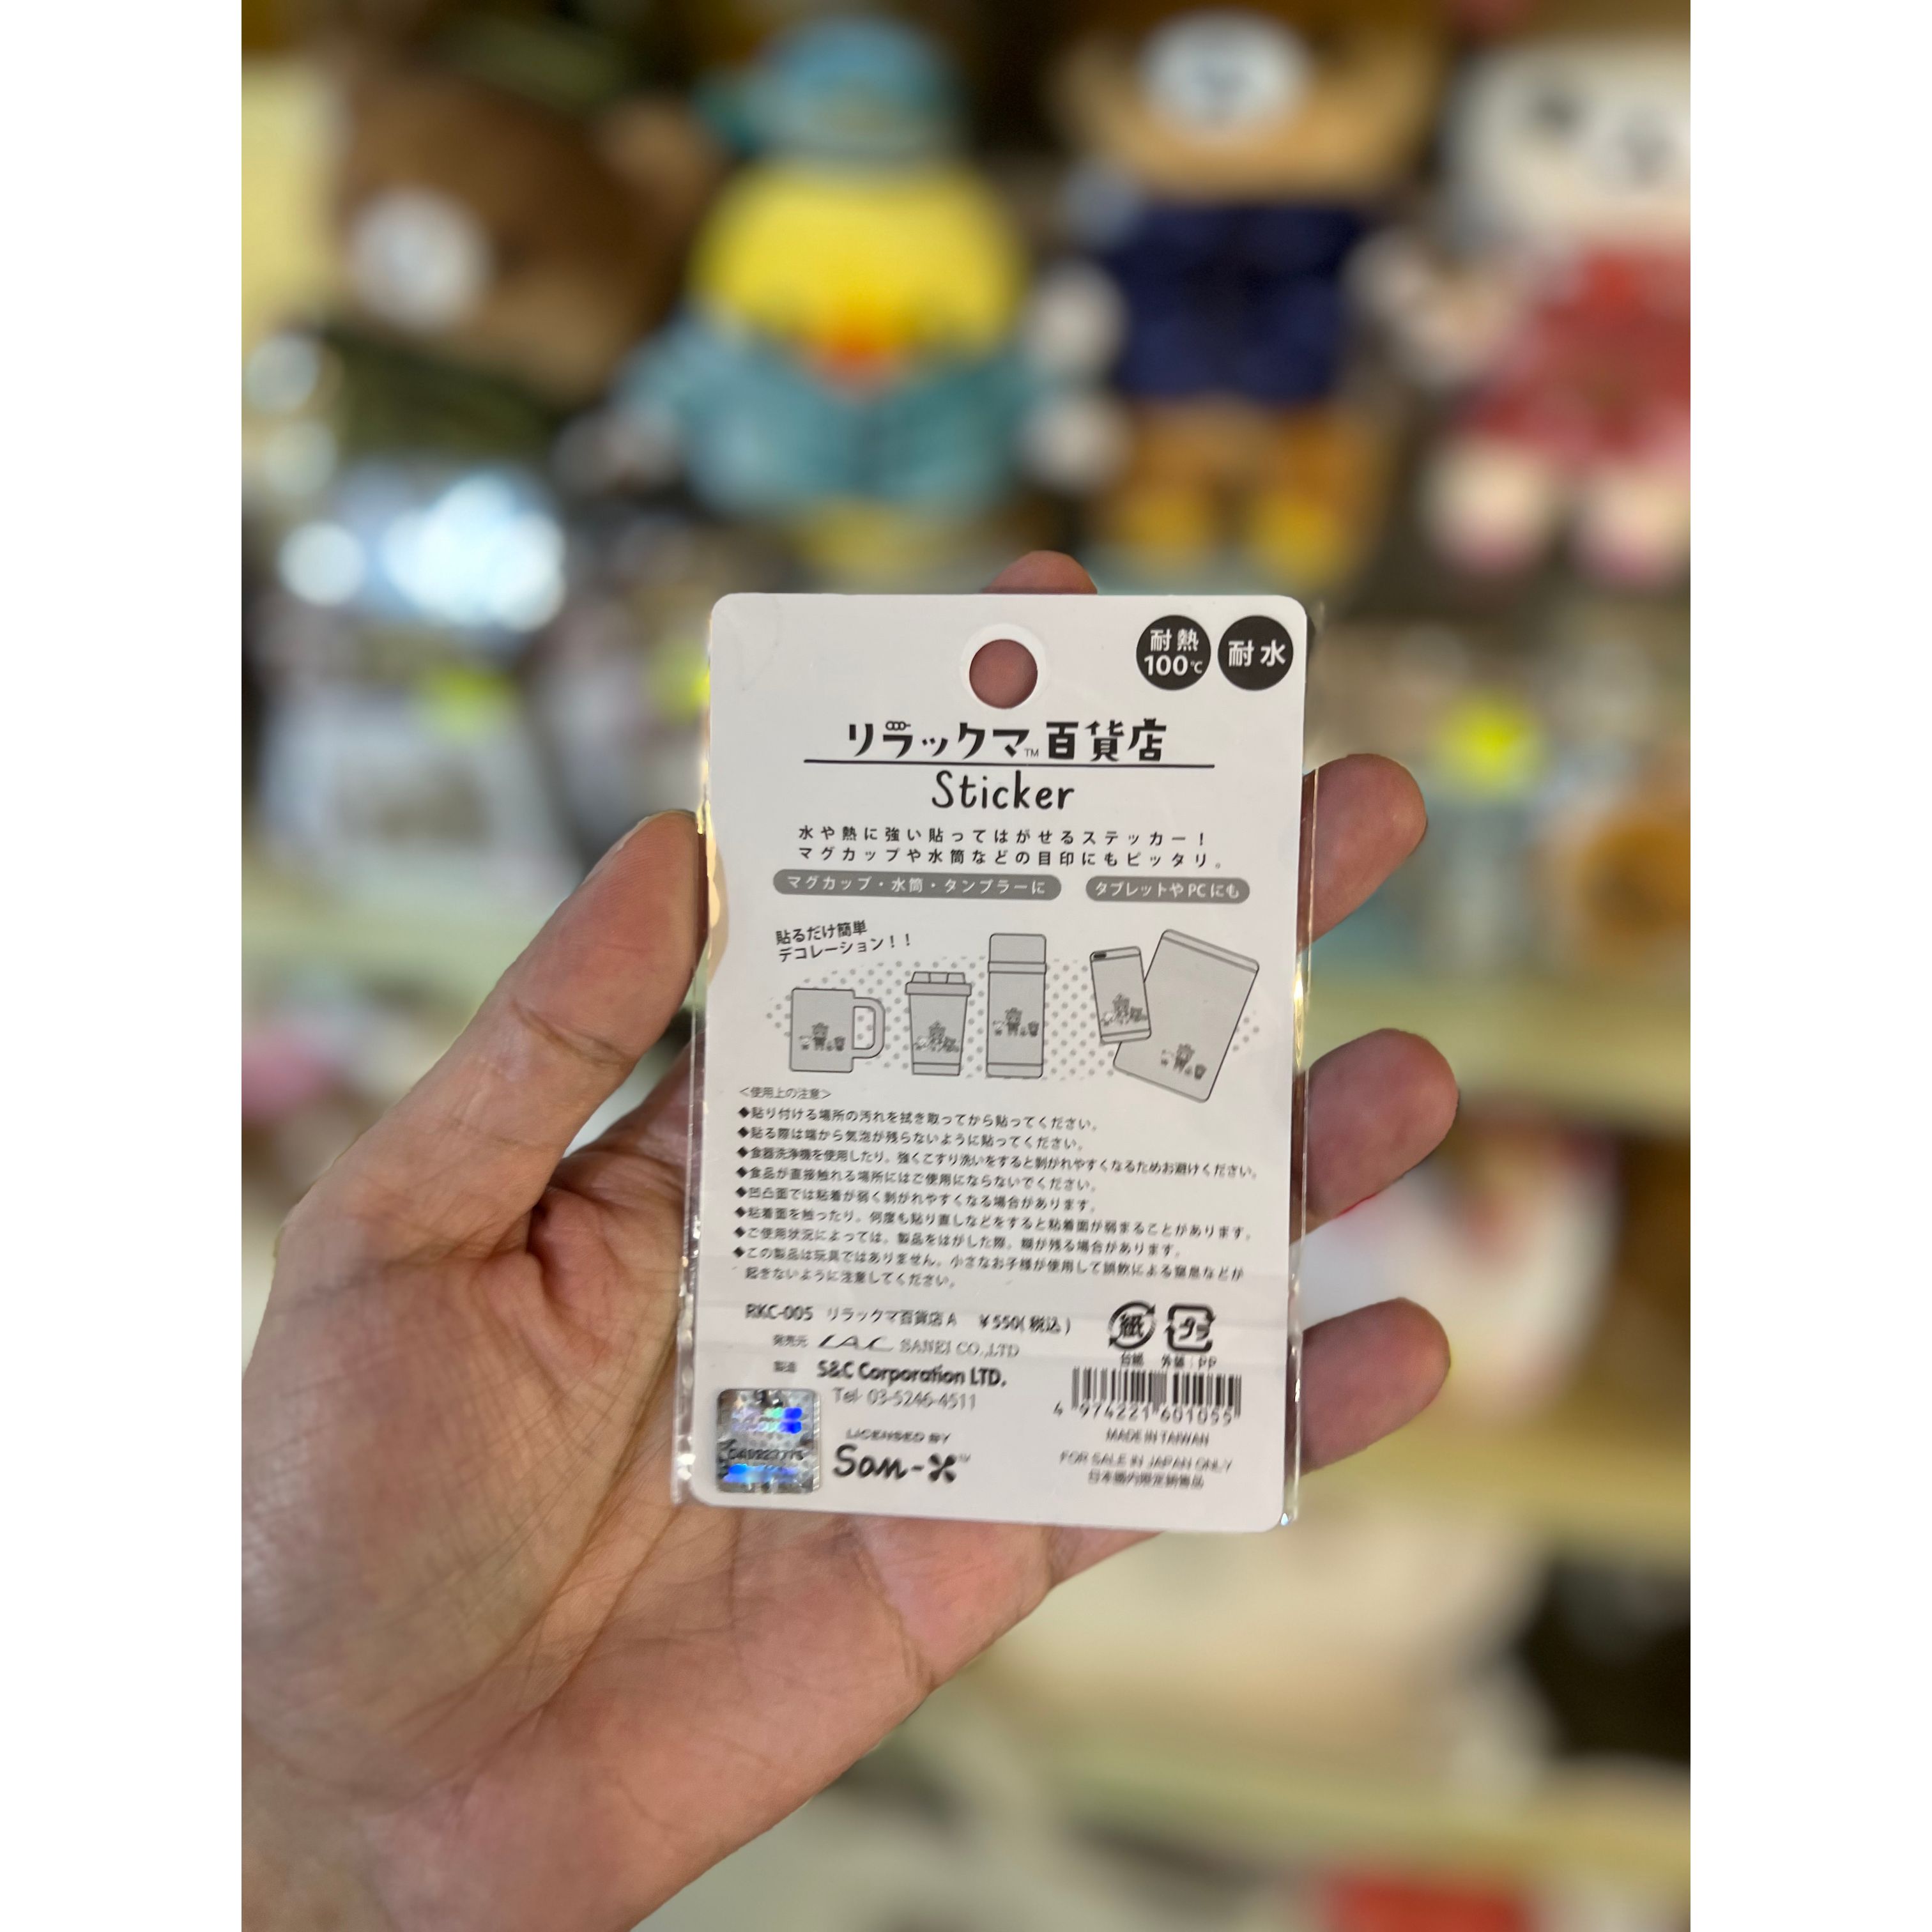 耐熱
100℃
耐水
リラックマ™百貨店
Sticker
水や熱に強い貼ってはがせるステッカー！
マグカップや水筒などの目印にもピッタリ。
マグカップ・水筒・タンブラーに
タブレットやPCにも
貼るだけ簡単
デコレーション！！
＜使用上の注意＞
◆貼り付ける場所の汚れを拭き取ってから貼ってください。
◆貼る際は端から気泡が残らないように貼ってください。
◆食器洗浄機を使用したり、強くこすり洗いをすると剝がれやすくなるためお避けください。
◆食品が直接触れる場所にはご使用にならないでください。
◆凹凸面では粘着が弱く剝がれやすくなる場合があります。
◆粘着面を触ったり、何度も貼り直しなどをすると粘着面が弱まることがあります。
◆ご使用状況によっては、製品をはがした際、糊が残る場合があります。
◆この製品は玩具ではありません。小さなお子様が使用して誤飲による窒息などが
起きないように注意してください。
RKC-005 リラックマ百貨店A ¥550(税込)
発売元 SANEI CO.,LTD
製造 S&C Corporation LTD.
Tel 03-5246-4511
紙
台紙
プラ
外装：PP
4 974221 601055
MADE IN TAIWAN
FOR SALE IN JAPAN ONLY
日本國内限定銷售品
LICENSED BY
San-X™